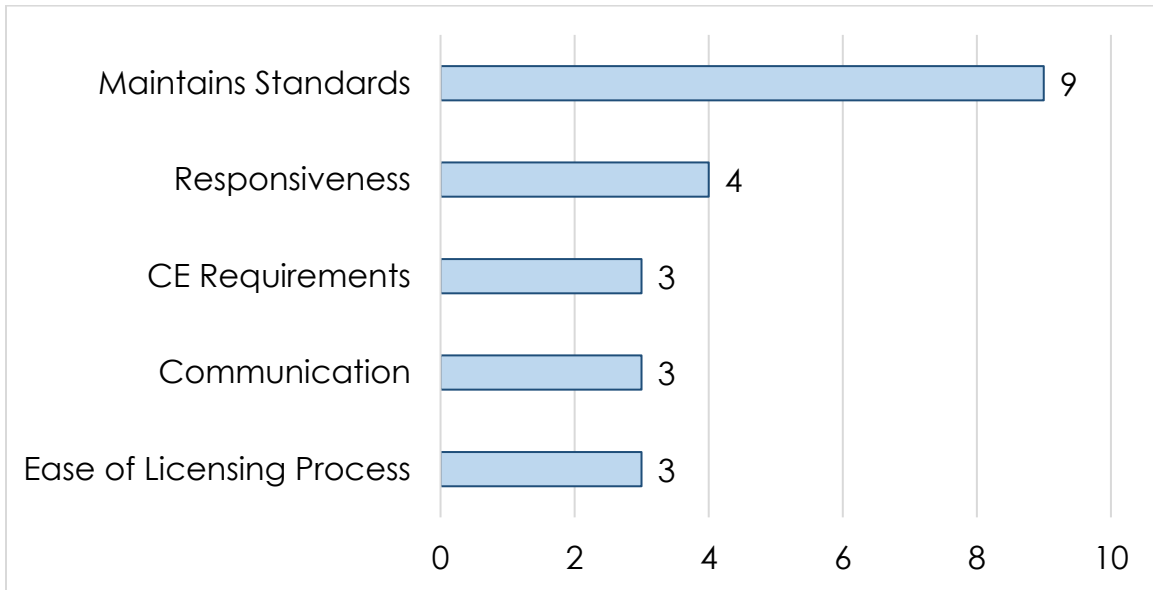 Maintains Standards 9
Responsiveness 4
CE Requirements 3
Communication 3
Ease of Licensing Process 3
0 2 4 6 8 10